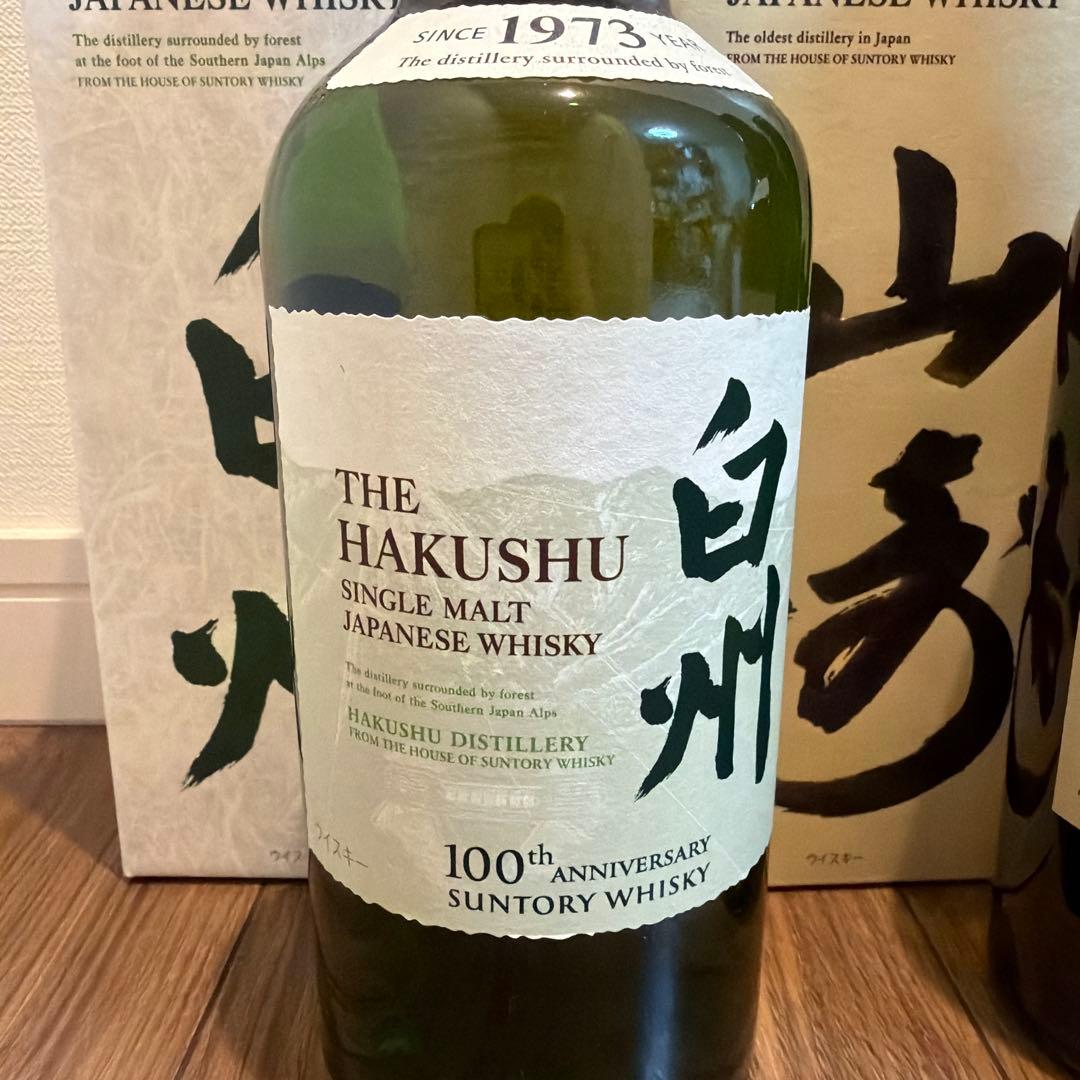 JAPANESE WHISKY
The distillery surrounded by forest
at the foot of the Southern Japan Alps
FROM THE HOUSE OF SUNTORY WHISKY
白
州
SINCE 1973 YEAR
The distillery surrounded by forest
THE
HAKUSHU
SINGLE MALT
JAPANESE WHISKY
The distillery surrounded by forest
at the foot of the Southern Japan Alps
HAKUSHU DISTILLERY
FROM THE HOUSE OF SUNTORY WHISKY
白州
ウイスキー
100th ANNIVERSARY
SUNTORY WHISKY
JAPANESE WHISKY
The oldest distillery in Japan
FROM THE HOUSE OF SUNTORY WHISKY
山崎
ウイスキー